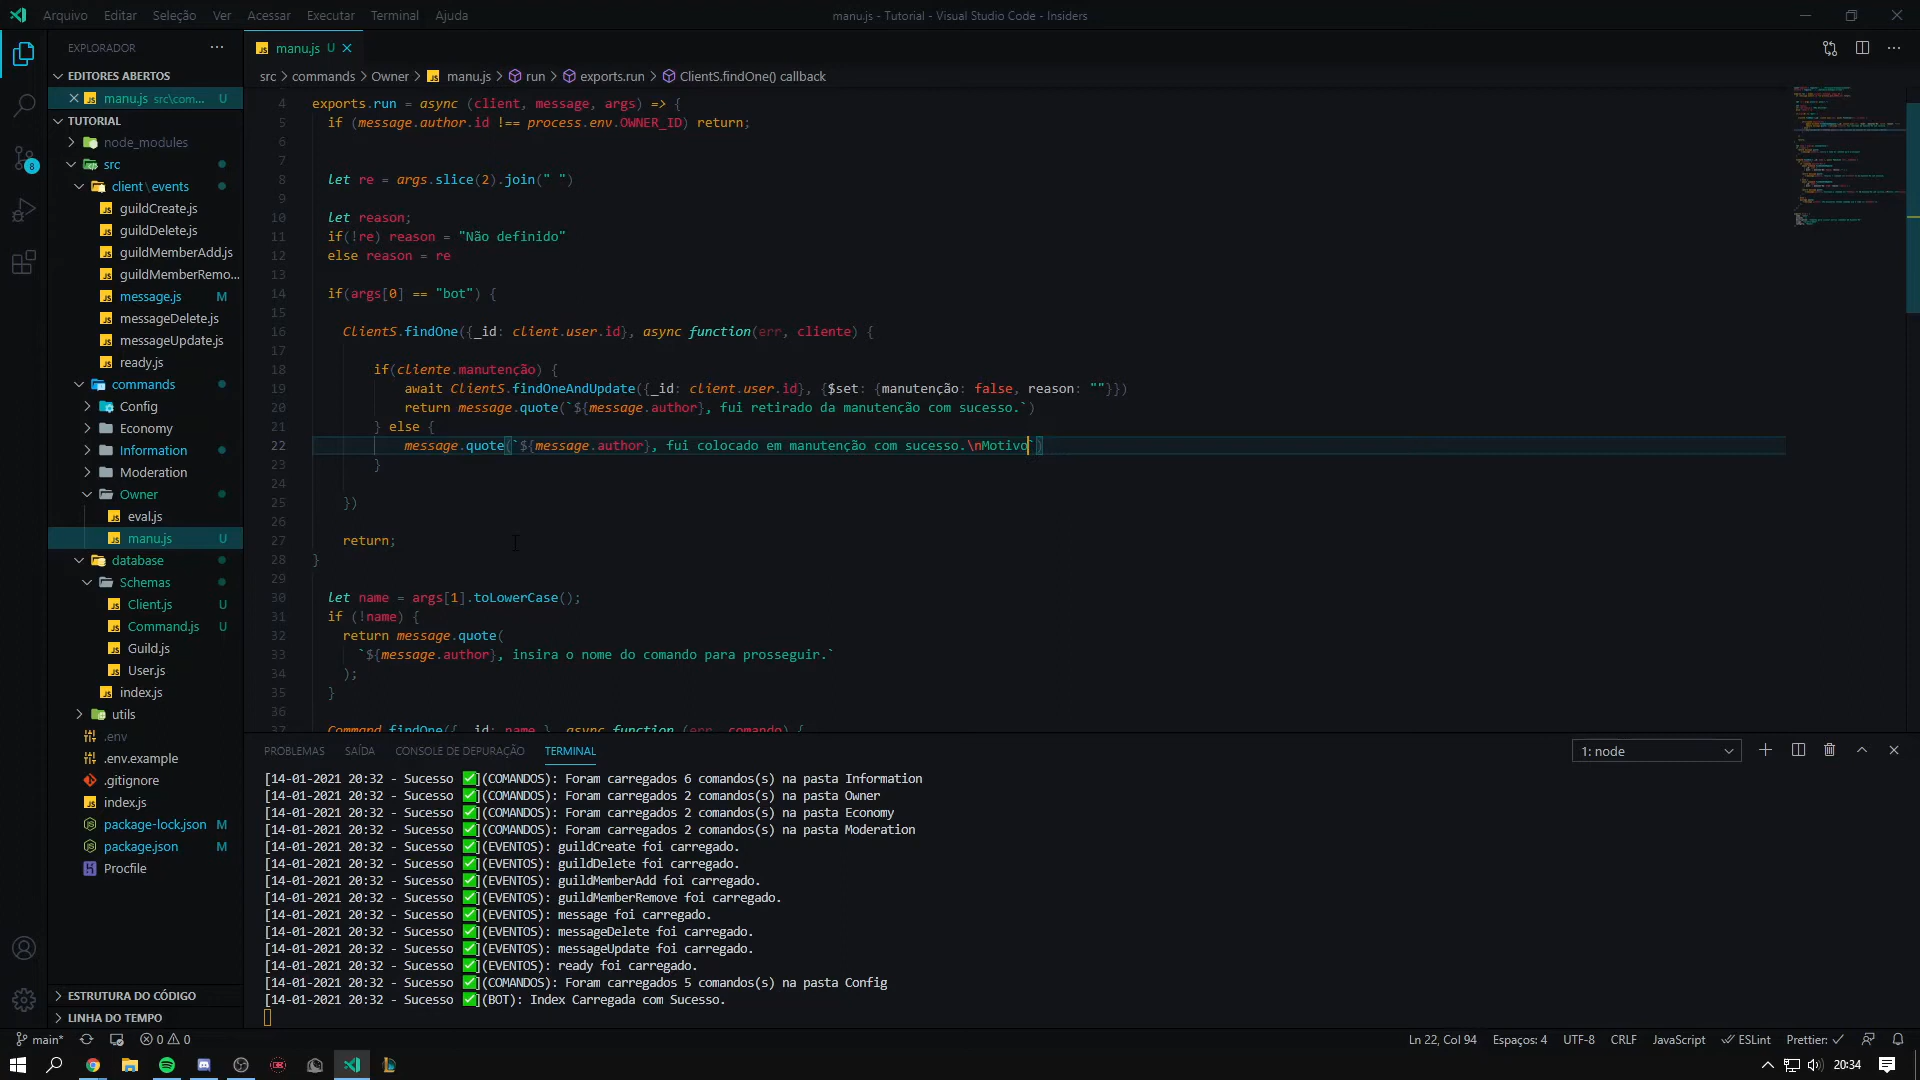 Arquivo Editar Seleção Ver Acessar Executar Terminal Ajuda
manu.js - Tutorial - Visual Studio Code - Insiders
EXPLORADOR
EDITORES ABERTOS
manu.js src\com... U
TUTORIAL
node_modules
src
client\events
guildCreate.js
guildDelete.js
guildMemberAdd.js
guildMemberRemo...
message.js M
messageDelete.js
messageUpdate.js
ready.js
commands
Config
Economy
Information
Moderation
Owner
eval.js
manu.js U
database
Schemas
Client.js U
Command.js U
Guild.js
User.js
index.js
utils
.env
.env.example
.gitignore
index.js
package-lock.json M
package.json M
Procfile
ESTRUTURA DO CÓDIGO
LINHA DO TEMPO
8
manu.js U
src > commands > Owner > manu.js > run > exports.run > ClientS.findOne() callback
4 exports.run = async (client, message, args) => {
5 if (message.author.id !== process.env.OWNER_ID) return;
6
7
8 let re = args.slice(2).join(" ")
9
10 let reason;
11 if(!re) reason = "Não definido"
12 else reason = re
13
14 if(args[0] == "bot") {
15
16 ClientS.findOne({_id: client.user.id}, async function(err, cliente) {
17
18 if(cliente.manutenção) {
19 await ClientS.findOneAndUpdate({_id: client.user.id}, {$set: {manutenção: false, reason: ""}})
20 return message.quote(`${message.author}, fui retirado da manutenção com sucesso.`)
21 } else {
22 message.quote(`${message.author}, fui colocado em manutenção com sucesso.\nMotivo`)
23 }
24
25 })
26
27 return;
28 }
29
30 let name = args[1].toLowerCase();
31 if (!name) {
32 return message.quote(
33 `${message.author}, insira o nome do comando para prosseguir.`
34 );
35 }
36
37 Command.findOne({ _id: name }, async function (err, comando) {
PROBLEMAS SAÍDA CONSOLE DE DEPURAÇÃO TERMINAL
1: node
[14-01-2021 20:32 - Sucesso ✅](COMANDOS): Foram carregados 6 comandos(s) na pasta Information
[14-01-2021 20:32 - Sucesso ✅](COMANDOS): Foram carregados 2 comandos(s) na pasta Owner
[14-01-2021 20:32 - Sucesso ✅](COMANDOS): Foram carregados 2 comandos(s) na pasta Economy
[14-01-2021 20:32 - Sucesso ✅](COMANDOS): Foram carregados 2 comandos(s) na pasta Moderation
[14-01-2021 20:32 - Sucesso ✅](EVENTOS): guildCreate foi carregado.
[14-01-2021 20:32 - Sucesso ✅](EVENTOS): guildDelete foi carregado.
[14-01-2021 20:32 - Sucesso ✅](EVENTOS): guildMemberAdd foi carregado.
[14-01-2021 20:32 - Sucesso ✅](EVENTOS): guildMemberRemove foi carregado.
[14-01-2021 20:32 - Sucesso ✅](EVENTOS): message foi carregado.
[14-01-2021 20:32 - Sucesso ✅](EVENTOS): messageDelete foi carregado.
[14-01-2021 20:32 - Sucesso ✅](EVENTOS): messageUpdate foi carregado.
[14-01-2021 20:32 - Sucesso ✅](EVENTOS): ready foi carregado.
[14-01-2021 20:32 - Sucesso ✅](COMANDOS): Foram carregados 5 comandos(s) na pasta Config
[14-01-2021 20:32 - Sucesso ✅](BOT): Index Carregada com Sucesso.
main* 0 0
Ln 22, Col 94 Espaços: 4 UTF-8 CRLF JavaScript ESLint Prettier: ✓
20:34